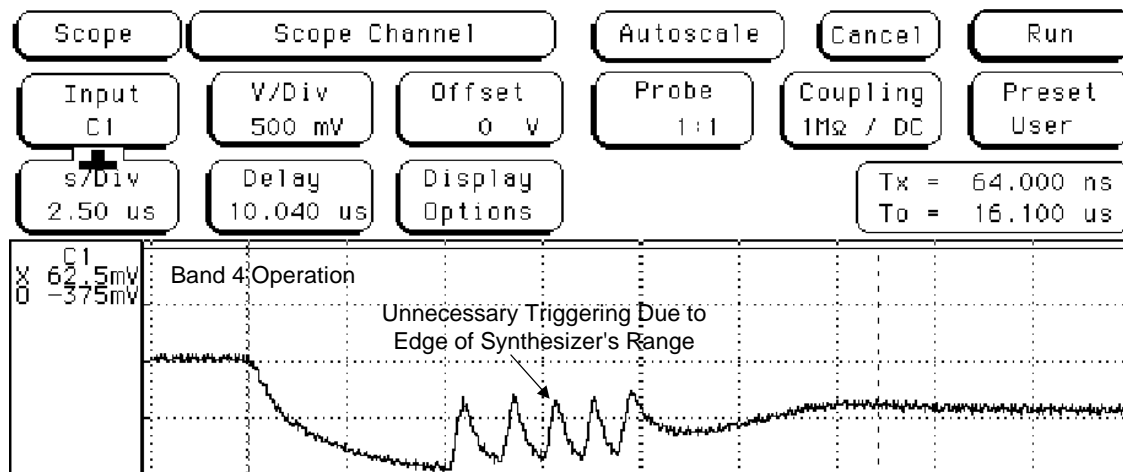 Scope Scope Channel Autoscale Cancel Run
Input V/Div Offset Probe Coupling Preset
C1 500 mV 0 V 1:1 1MΩ / DC User
s/Div Delay Display Tx = 64.000 ns
2.50 us 10.040 us Options To = 16.100 us
C1
X 62.5mV Band 4 Operation
O -375mV
Unnecessary Triggering Due to
Edge of Synthesizer's Range